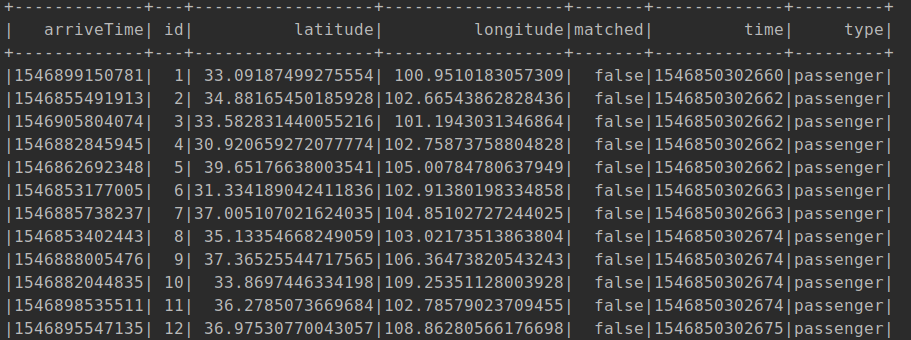 +-------------+---+------------------+------------------+-------+-------------+---------+
|   arriveTime| id|          latitude|         longitude|matched|         time|     type|
+-------------+---+------------------+------------------+-------+-------------+---------+
|1546899150781|  1| 33.09187499275554| 100.9510183057309|  false|1546850302660|passenger|
|1546855491913|  2| 34.88165450185928|102.66543862828436|  false|1546850302662|passenger|
|1546905804074|  3|33.582831440055216| 101.1943031346864|  false|1546850302662|passenger|
|1546882845945|  4|30.920659272077774|102.75873758804828|  false|1546850302662|passenger|
|1546862692348|  5| 39.65176638003541|105.00784780637949|  false|1546850302662|passenger|
|1546853177005|  6|31.334189042411836|102.91380198334858|  false|1546850302663|passenger|
|1546885738237|  7|37.005107021624035|104.85102727244025|  false|1546850302663|passenger|
|1546853402443|  8| 35.13354668249059|103.02173513863804|  false|1546850302674|passenger|
|1546888005476|  9| 37.36525544717565|106.36473820543243|  false|1546850302674|passenger|
|1546882044835| 10|  33.8697446334198|109.25351128003928|  false|1546850302674|passenger|
|1546898535511| 11|  36.2785073669684|102.78579023709455|  false|1546850302674|passenger|
|1546895547135| 12| 36.97530770043057|108.86280566176698|  false|1546850302675|passenger|